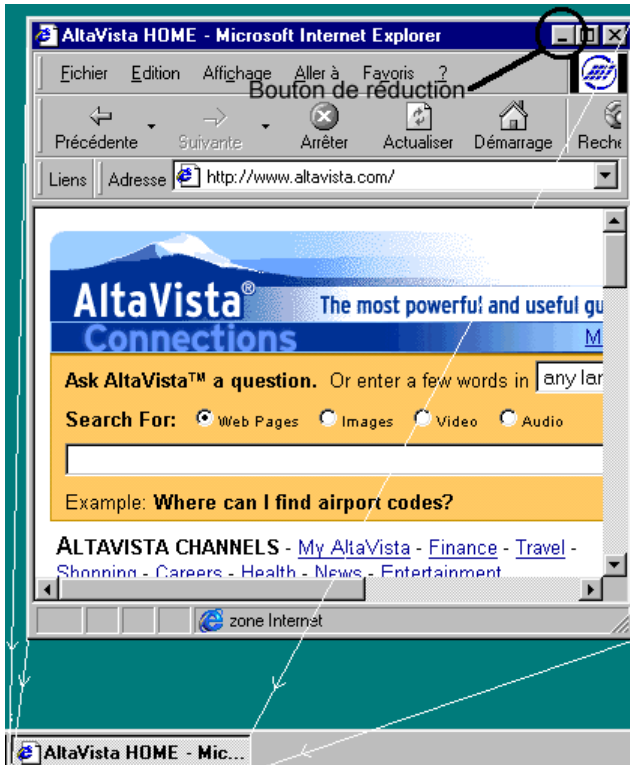 AltaVista HOME - Microsoft Internet Explorer
Fichier Edition Affichage Aller à Favoris ?
Bouton de réduction
Précédente Suivante Arrêter Actualiser Démarrage Reche
Liens Adresse http://www.altavista.com/
AltaVista® The most powerful and useful gu
Connections M
Ask AltaVista™ a question. Or enter a few words in any lan
Search For: Web Pages Images Video Audio
Example: Where can I find airport codes?
ALTAVISTA CHANNELS - My AltaVista - Finance - Travel -
Shopping - Careers - Health - News - Entertainment
zone Internet
AltaVista HOME - Mic...